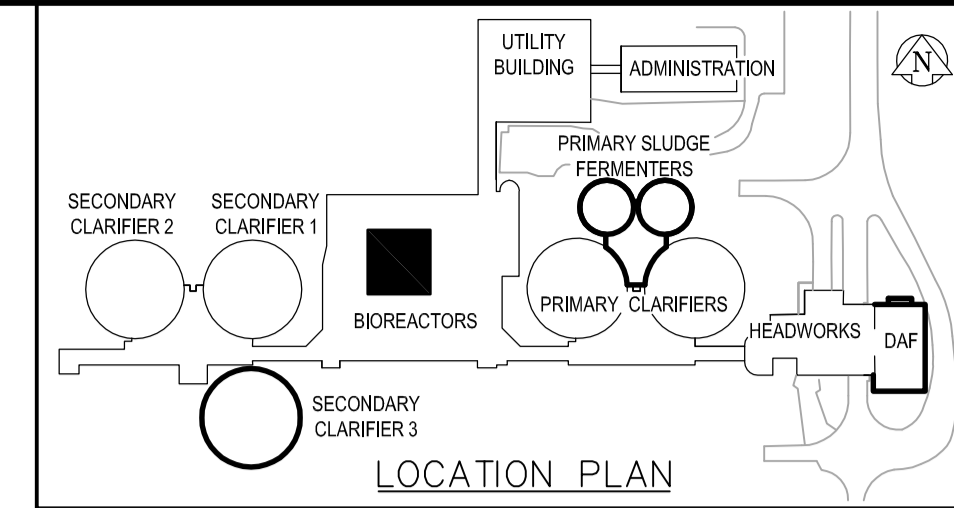 UTILITY
BUILDING
ADMINISTRATION
N
PRIMARY SLUDGE
FERMENTERS
SECONDARY
CLARIFIER 2
SECONDARY
CLARIFIER 1
PRIMARY CLARIFIERS
BIOREACTORS
HEADWORKS
DAF
SECONDARY
CLARIFIER 3
LOCATION PLAN